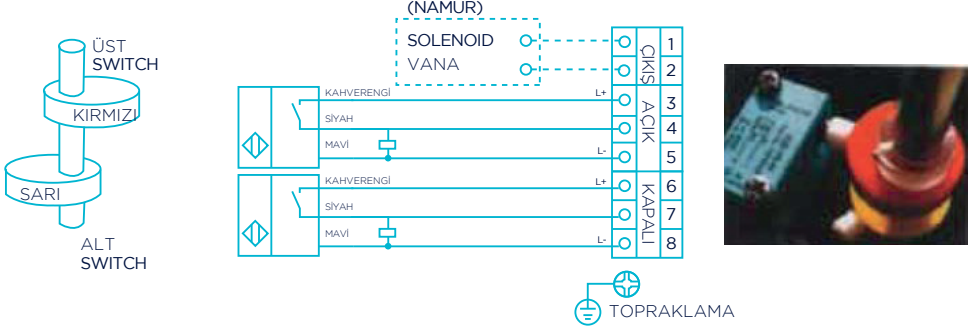 (NAMUR)
SOLENOID
VANA
ÜST
SWITCH
KIRMIZI
SARI
ALT
SWITCH
KAHVERENGİ
SİYAH
MAVİ
KAHVERENGİ
SİYAH
MAVİ
L+
L-
L+
L-
ÇIKIŞ
AÇIK
KAPALI
1
2
3
4
5
6
7
8
TOPRAKLAMA